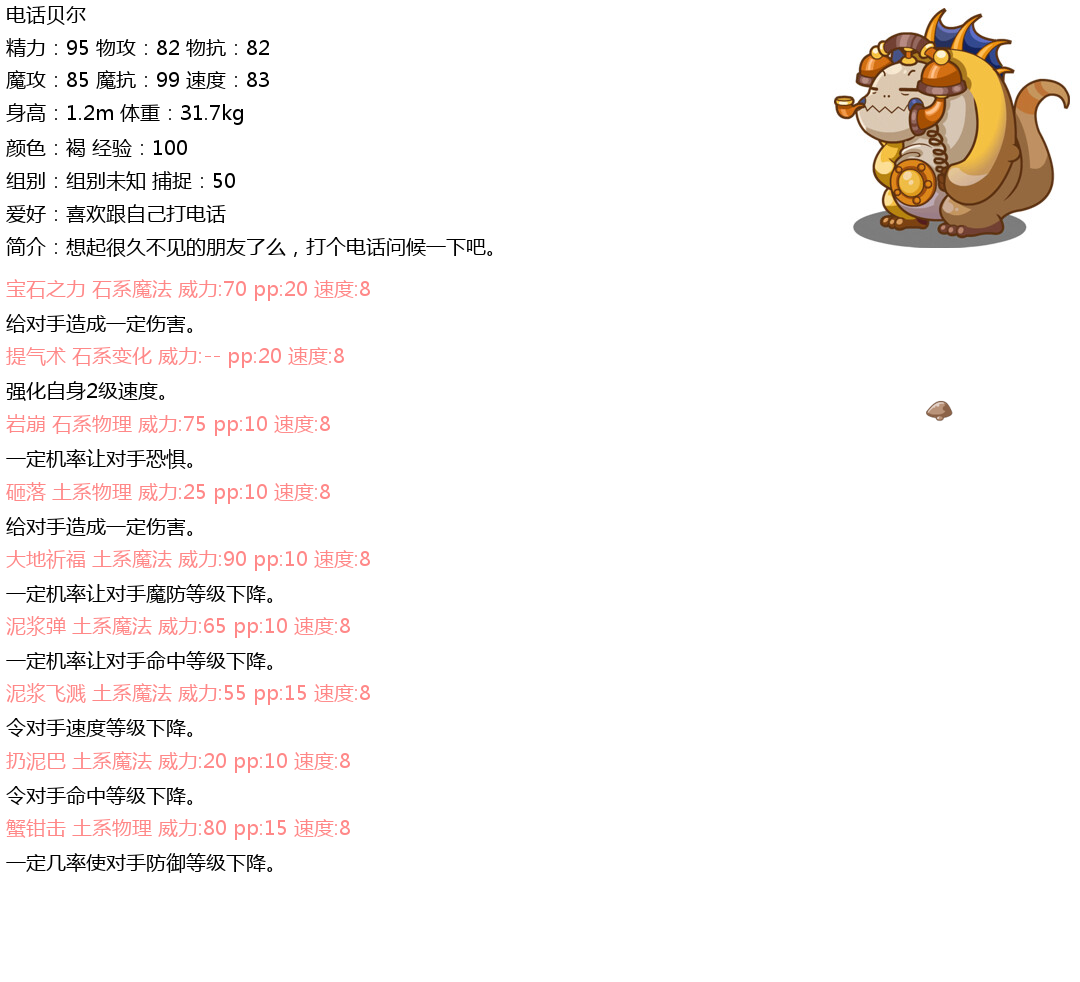 电话贝尔
精力：95 物攻：82 物抗：82
魔攻：85 魔抗：99 速度：83
身高：1.2m 体重：31.7kg
颜色：褐 经验：100
组别：组别未知 捕捉：50
爱好：喜欢跟自己打电话
简介：想起很久不见的朋友了么，打个电话问候一下吧。
宝石之力 石系魔法 威力:70 pp:20 速度:8
给对手造成一定伤害。
提气术 石系变化 威力:-- pp:20 速度:8
强化自身2级速度。
岩崩 石系物理 威力:75 pp:10 速度:8
一定机率让对手恐惧。
砸落 土系物理 威力:25 pp:10 速度:8
给对手造成一定伤害。
大地祈福 土系魔法 威力:90 pp:10 速度:8
一定机率让对手魔防等级下降。
泥浆弹 土系魔法 威力:65 pp:10 速度:8
一定机率让对手命中等级下降。
泥浆飞溅 土系魔法 威力:55 pp:15 速度:8
令对手速度等级下降。
扔泥巴 土系魔法 威力:20 pp:10 速度:8
令对手命中等级下降。
蟹钳击 土系物理 威力:80 pp:15 速度:8
一定几率使对手防御等级下降。